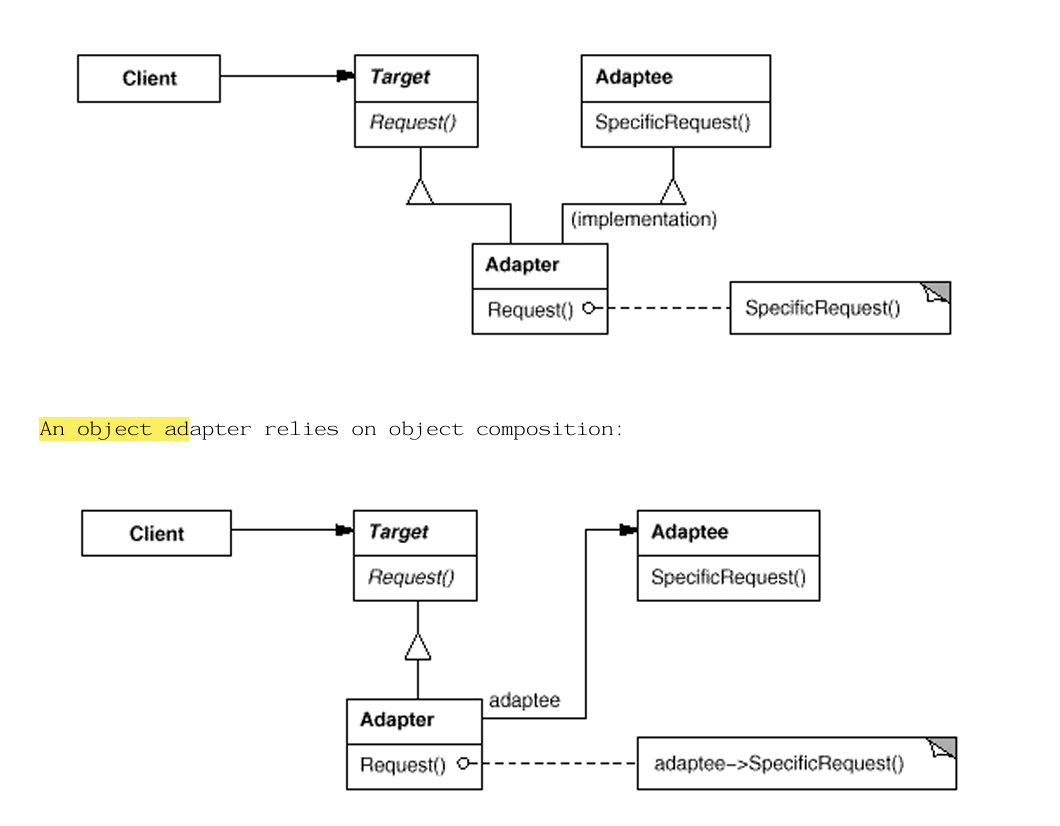 Client
Target
Request()
Adaptee
SpecificRequest()
(implementation)
Adapter
Request()
SpecificRequest()
An object adapter relies on object composition:
Client
Target
Request()
Adaptee
SpecificRequest()
adaptee
Adapter
Request()
adaptee->SpecificRequest()